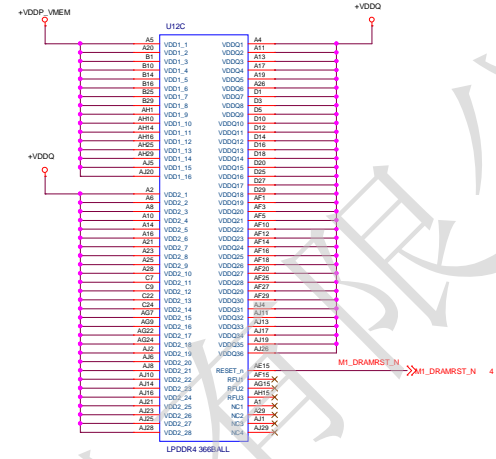 +VDDP_VMEM +VDDQ
U12C
A5 VDD1_1 VDDQ1 A4
A20 VDD1_2 VDDQ2 A11
B1 VDD1_3 VDDQ3 A13
B10 VDD1_4 VDDQ4 A17
B14 VDD1_5 VDDQ5 A19
B16 VDD1_6 VDDQ6 A26
B25 VDD1_7 VDDQ7 D1
B29 VDD1_8 VDDQ8 D3
AH1 VDD1_9 VDDQ9 D5
AH10 VDD1_10 VDDQ10 D10
AH14 VDD1_11 VDDQ11 D12
AH16 VDD1_12 VDDQ12 D14
AH25 VDD1_13 VDDQ13 D16
AH29 VDD1_14 VDDQ14 D18
AJ5 VDD1_15 VDDQ15 D20
AJ20 VDD1_16 VDDQ16 D25
+VDDQ
VDDQ17 D27
A2 VDD2_1 VDDQ18 D29
A6 VDD2_2 VDDQ19 AF1
A8 VDD2_3 VDDQ20 AF3
A10 VDD2_4 VDDQ21 AF5
A14 VDD2_5 VDDQ22 AF10
A16 VDD2_6 VDDQ23 AF12
A21 VDD2_7 VDDQ24 AF14
A23 VDD2_8 VDDQ25 AF16
A25 VDD2_9 VDDQ26 AF18
A28 VDD2_10 VDDQ27 AF20
C7 VDD2_11 VDDQ28 AF25
C9 VDD2_12 VDDQ29 AF27
C22 VDD2_13 VDDQ30 AF29
C24 VDD2_14 VDDQ31 AJ4
AG7 VDD2_15 VDDQ32 AJ11
AG9 VDD2_16 VDDQ33 AJ13
AG22 VDD2_17 VDDQ34 AJ17
AG24 VDD2_18 VDDQ35 AJ19
AJ2 VDD2_19 VDDQ36 AJ26
AJ6 VDD2_20
AJ8 VDD2_21 RESET_n AE15 M1_DRAMRST_N M1_DRAMRST_N 4
AJ10 VDD2_22 RFU1 AF15
AJ14 VDD2_23 RFU2 AG15
AJ16 VDD2_24 RFU3 AH15
AJ21 VDD2_25 NC1 A1
AJ23 VDD2_26 NC2 A29
AJ25 VDD2_27 NC3 AJ1
AJ28 VDD2_28 NC4 AJ29
LPDDR4 366BALL
有限